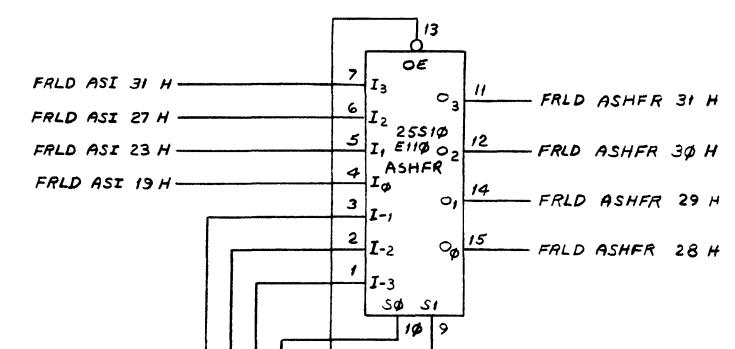 13
OE
FRLD ASI 31 H 7 I3
O3 11 FRLD ASHFR 31 H
FRLD ASI 27 H 6 I2
25S1Ø
FRLD ASI 23 H 5 I1
E11Ø O2 12 FRLD ASHFR 3Ø H
ASHFR
FRLD ASI 19 H 4 IØ
O1 14 FRLD ASHFR 29 H
3 I-1
2 I-2
OØ 15 FRLD ASHFR 28 H
1 I-3
SØ S1
1Ø 9